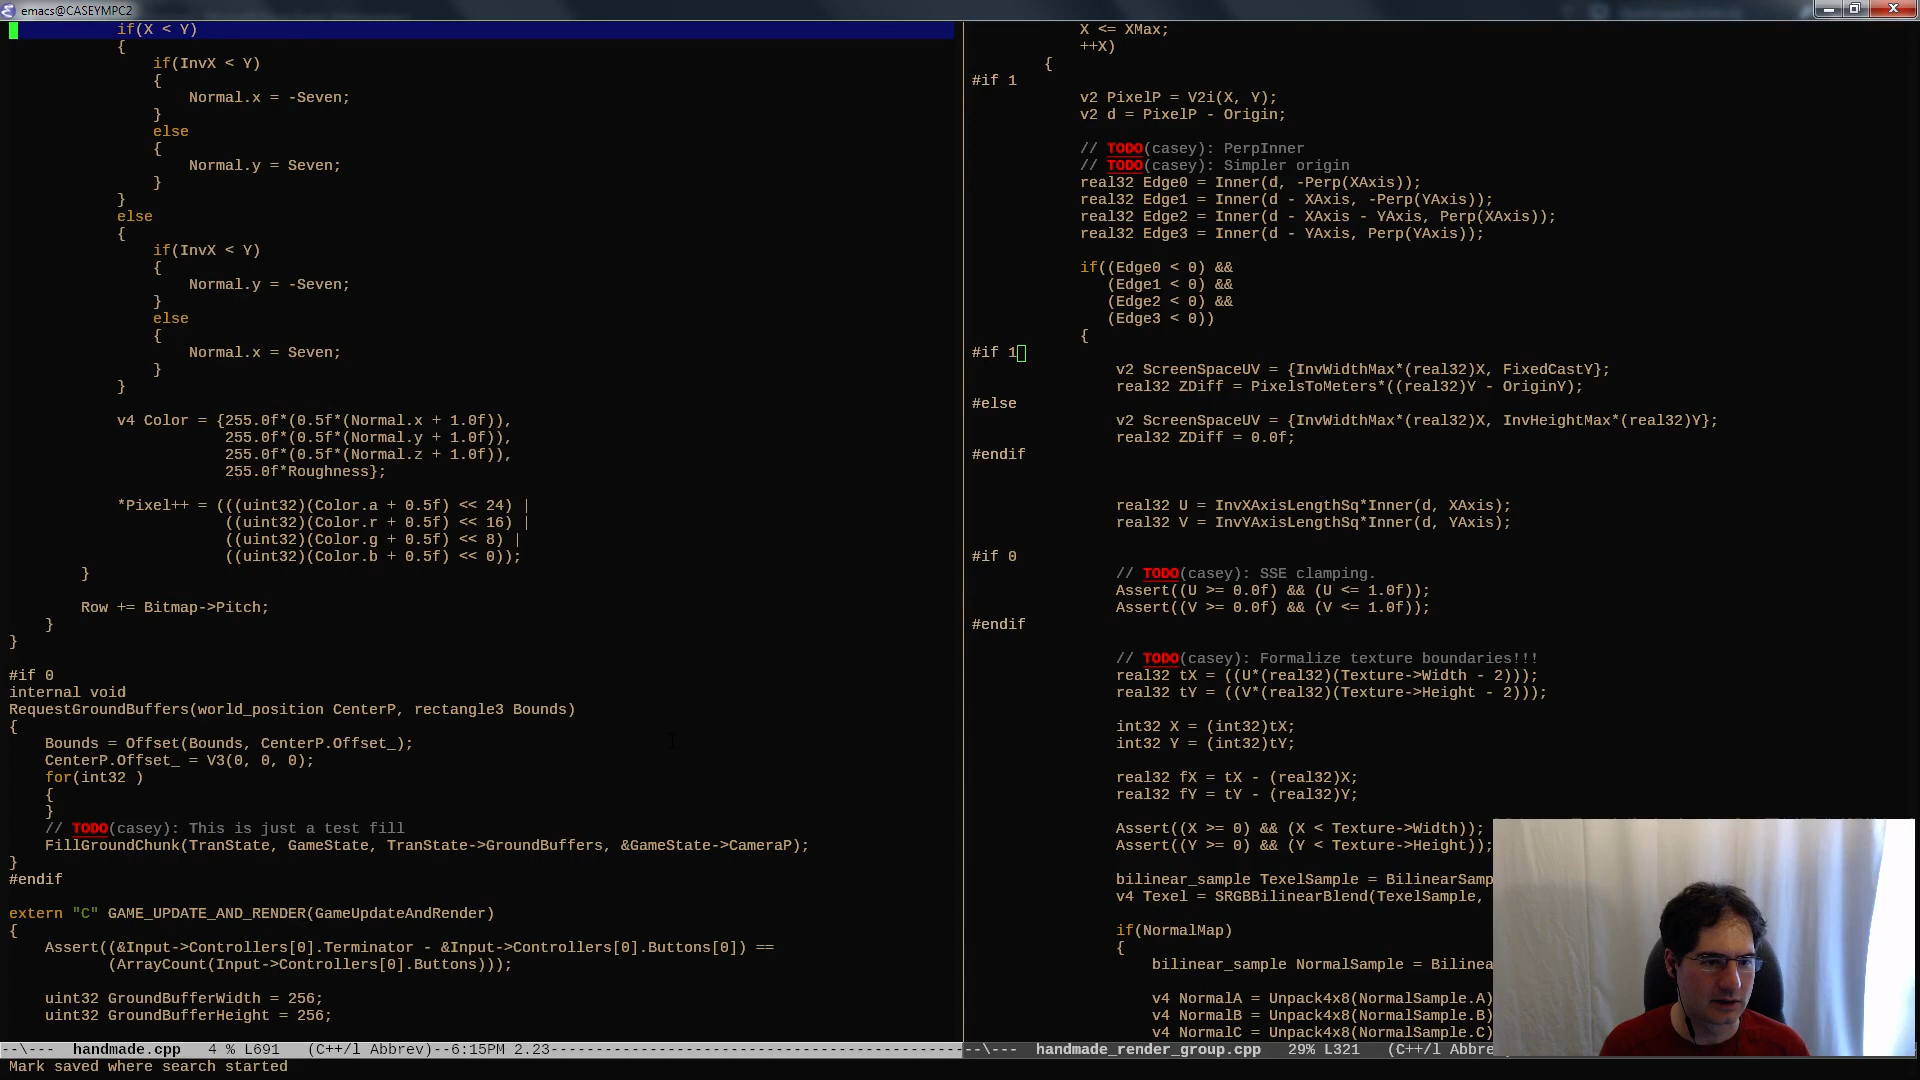 emacs@CASEYMPC2
if(X < Y)
{
if(InvX < Y)
{
Normal.x = -Seven;
}
else
{
Normal.y = Seven;
}
}
else
{
if(InvX < Y)
{
Normal.y = -Seven;
}
else
{
Normal.x = Seven;
}
}
v4 Color = {255.0f*(0.5f*(Normal.x + 1.0f)),
255.0f*(0.5f*(Normal.y + 1.0f)),
255.0f*(0.5f*(Normal.z + 1.0f)),
255.0f*Roughness};
*Pixel++ = (((uint32)(Color.a + 0.5f) << 24) |
((uint32)(Color.r + 0.5f) << 16) |
((uint32)(Color.g + 0.5f) << 8) |
((uint32)(Color.b + 0.5f) << 0));
}
Row += Bitmap->Pitch;
}
}
#if 0
internal void
RequestGroundBuffers(world_position CenterP, rectangle3 Bounds)
{
Bounds = Offset(Bounds, CenterP.Offset_);
CenterP.Offset_ = V3(0, 0, 0);
for(int32 )
{
}
// TODO(casey): This is just a test fill
FillGroundChunk(TranState, GameState, TranState->GroundBuffers, &GameState->CameraP);
}
#endif
extern "C" GAME_UPDATE_AND_RENDER(GameUpdateAndRender)
{
Assert((&Input->Controllers[0].Terminator - &Input->Controllers[0].Buttons[0]) ==
(ArrayCount(Input->Controllers[0].Buttons)));
uint32 GroundBufferWidth = 256;
uint32 GroundBufferHeight = 256;
--\---  handmade.cpp   4 % L691   (C++/l Abbrev)--6:15PM 2.23----------------------------------------------
Mark saved where search started
X <= XMax;
++X)
{
#if 1
v2 PixelP = V2i(X, Y);
v2 d = PixelP - Origin;
// TODO(casey): PerpInner
// TODO(casey): Simpler origin
real32 Edge0 = Inner(d, -Perp(XAxis));
real32 Edge1 = Inner(d - XAxis, -Perp(YAxis));
real32 Edge2 = Inner(d - XAxis - YAxis, Perp(XAxis));
real32 Edge3 = Inner(d - YAxis, Perp(YAxis));
if((Edge0 < 0) &&
(Edge1 < 0) &&
(Edge2 < 0) &&
(Edge3 < 0))
{
#if 1
v2 ScreenSpaceUV = {InvWidthMax*(real32)X, FixedCastY};
real32 ZDiff = PixelsToMeters*((real32)Y - OriginY);
#else
v2 ScreenSpaceUV = {InvWidthMax*(real32)X, InvHeightMax*(real32)Y};
real32 ZDiff = 0.0f;
#endif
real32 U = InvXAxisLengthSq*Inner(d, XAxis);
real32 V = InvYAxisLengthSq*Inner(d, YAxis);
#if 0
// TODO(casey): SSE clamping.
Assert((U >= 0.0f) && (U <= 1.0f));
Assert((V >= 0.0f) && (V <= 1.0f));
#endif
// TODO(casey): Formalize texture boundaries!!!
real32 tX = ((U*(real32)(Texture->Width - 2)));
real32 tY = ((V*(real32)(Texture->Height - 2)));
int32 X = (int32)tX;
int32 Y = (int32)tY;
real32 fX = tX - (real32)X;
real32 fY = tY - (real32)Y;
Assert((X >= 0) && (X < Texture->Width));
Assert((Y >= 0) && (Y < Texture->Height));
bilinear_sample TexelSample = BilinearSamp
v4 Texel = SRGBBilinearBlend(TexelSample,
if(NormalMap)
{
bilinear_sample NormalSample = Bilinea
v4 NormalA = Unpack4x8(NormalSample.A)
v4 NormalB = Unpack4x8(NormalSample.B)
v4 NormalC = Unpack4x8(NormalSample.C)
--\---  handmade_render_group.cpp   29% L321   (C++/l Abbre